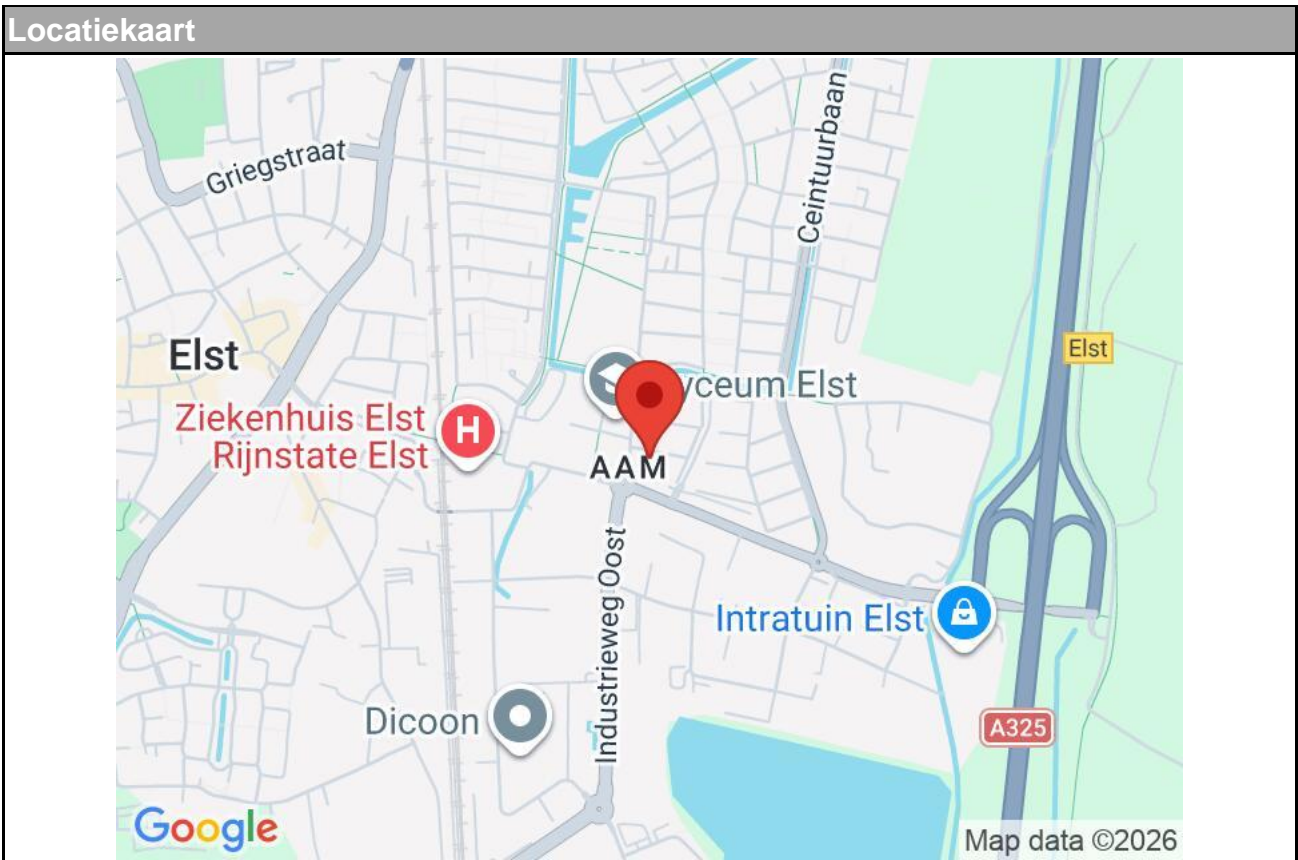 Locatiekaart
Griegstraat
Ceintuurbaan
Elst
Elst
yceum Elst
Ziekenhuis Elst
Rijnstate Elst
H
AAM
Industrieweg Oost
Intratuin Elst
Dicoon
A325
Google
Map data ©2026